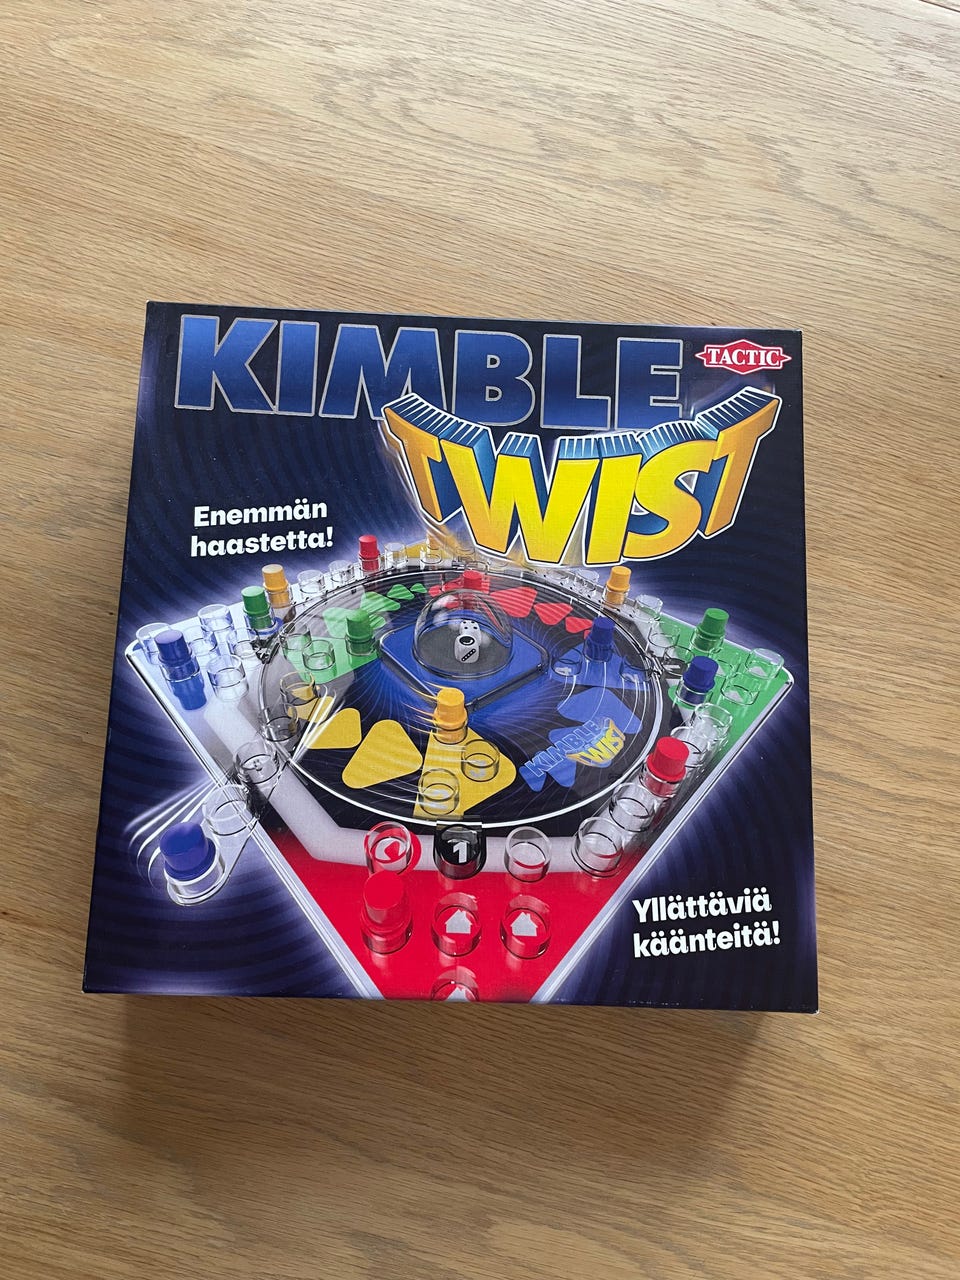 KIMBLE
TACTIC
TWIST
Enemmän
haastetta!
KIMBLE
TWIST
1
Yllättäviä
käänteitä!